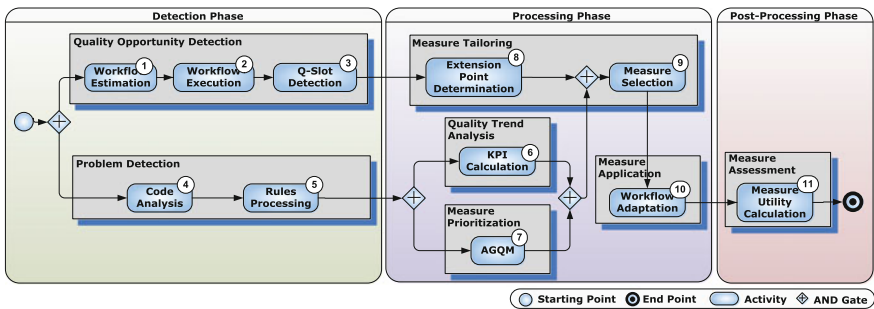 Detection Phase
Quality Opportunity Detection
Workflow
Estimation
1
Workflow
Execution
2
Q-Slot
Detection
3
Problem Detection
Code
Analysis
4
Rules
Processing
5
Processing Phase
Measure Tailoring
Extension
Point
Determination
8
Measure
Selection
9
Quality Trend
Analysis
KPI
Calculation
6
Measure
Prioritization
AGQM
7
Measure
Application
Workflow
Adaptation
10
Post-Processing Phase
Measure
Assessment
Measure
Utility
Calculation
11
Starting Point
End Point
Activity
AND Gate